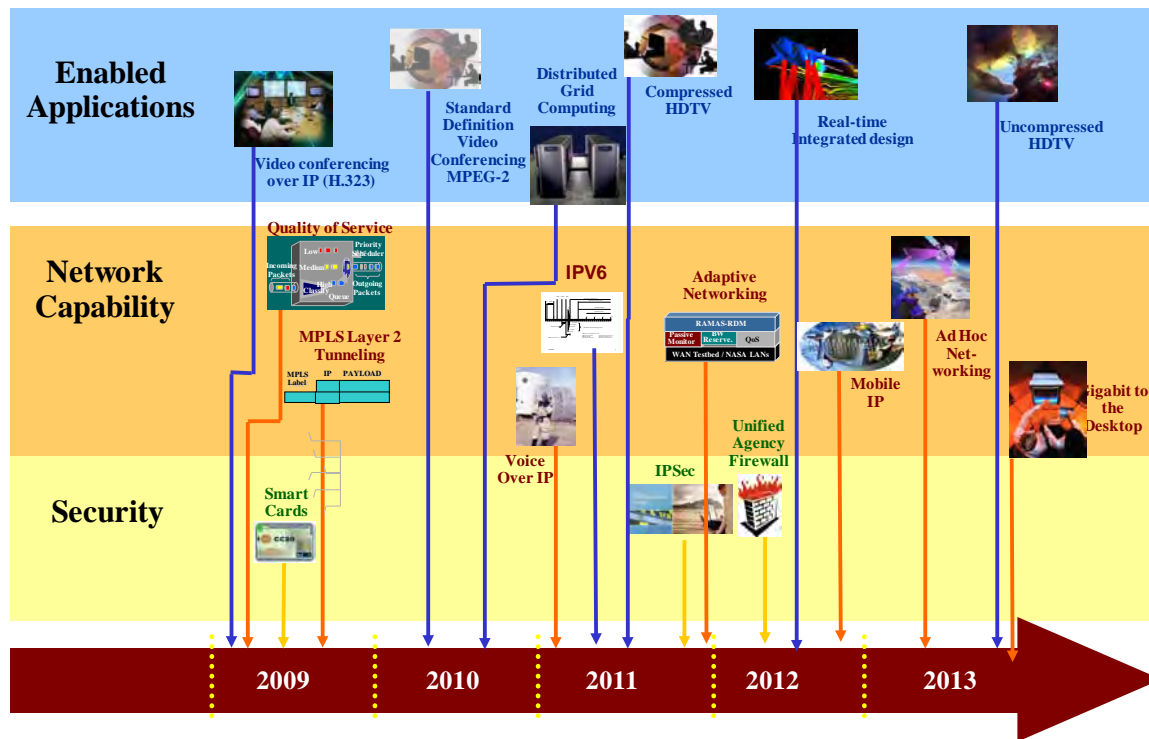 Enabled
Applications
Video conferencing
over IP (H.323)
Standard
Definition
Video
Conferencing
MPEG-2
Distributed
Grid
Computing
Compressed
HDTV
Real-time
Integrated design
Uncompressed
HDTV
Network
Capability
Quality of Service
Incoming
Packets
Low
Medium
High
Classify
Queue
Priority
Scheduler
Outgoing
Packets
MPLS Layer 2
Tunneling
MPLS
Label
IP
PAYLOAD
IPV6
Voice
Over IP
Adaptive
Networking
RAMAS-RDM
Passive
Monitor
BW
Reserve.
QoS
WAN Testbed / NASA LANs
Mobile
IP
Ad Hoc
Net-
working
Gigabit to
the
Desktop
Security
Smart
Cards
IPSec
Unified
Agency
Firewall
2009
2010
2011
2012
2013